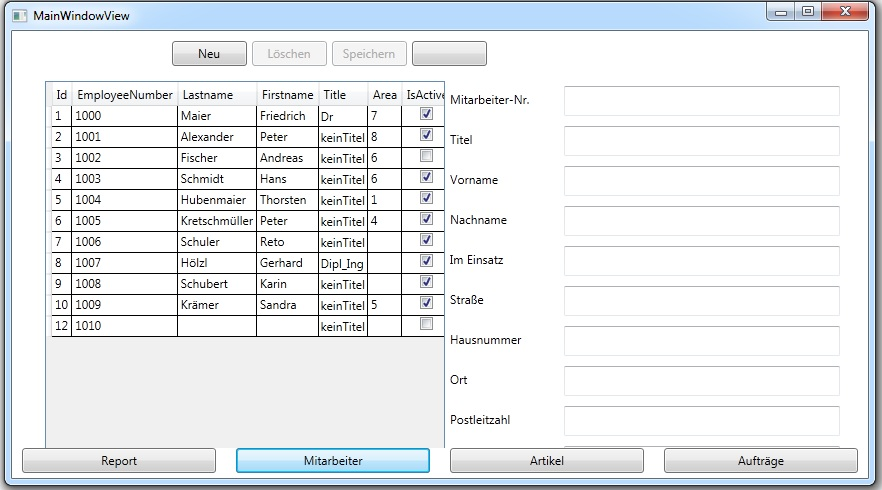 MainWindowView
Neu Löschen Speichern
Id EmployeeNumber Lastname Firstname Title Area IsActive
1 1000 Maier Friedrich Dr 7
2 1001 Alexander Peter keinTitel 8
3 1002 Fischer Andreas keinTitel 6
4 1003 Schmidt Hans keinTitel 6
5 1004 Hubenmaier Thorsten keinTitel 1
6 1005 Kretschmüller Peter keinTitel 4
7 1006 Schuler Reto keinTitel
8 1007 Hölzl Gerhard Dipl_Ing
9 1008 Schubert Karin keinTitel
10 1009 Krämer Sandra keinTitel 5
12 1010 keinTitel
Mitarbeiter-Nr.
Titel
Vorname
Nachname
Im Einsatz
Straße
Hausnummer
Ort
Postleitzahl
Report Mitarbeiter Artikel Aufträge